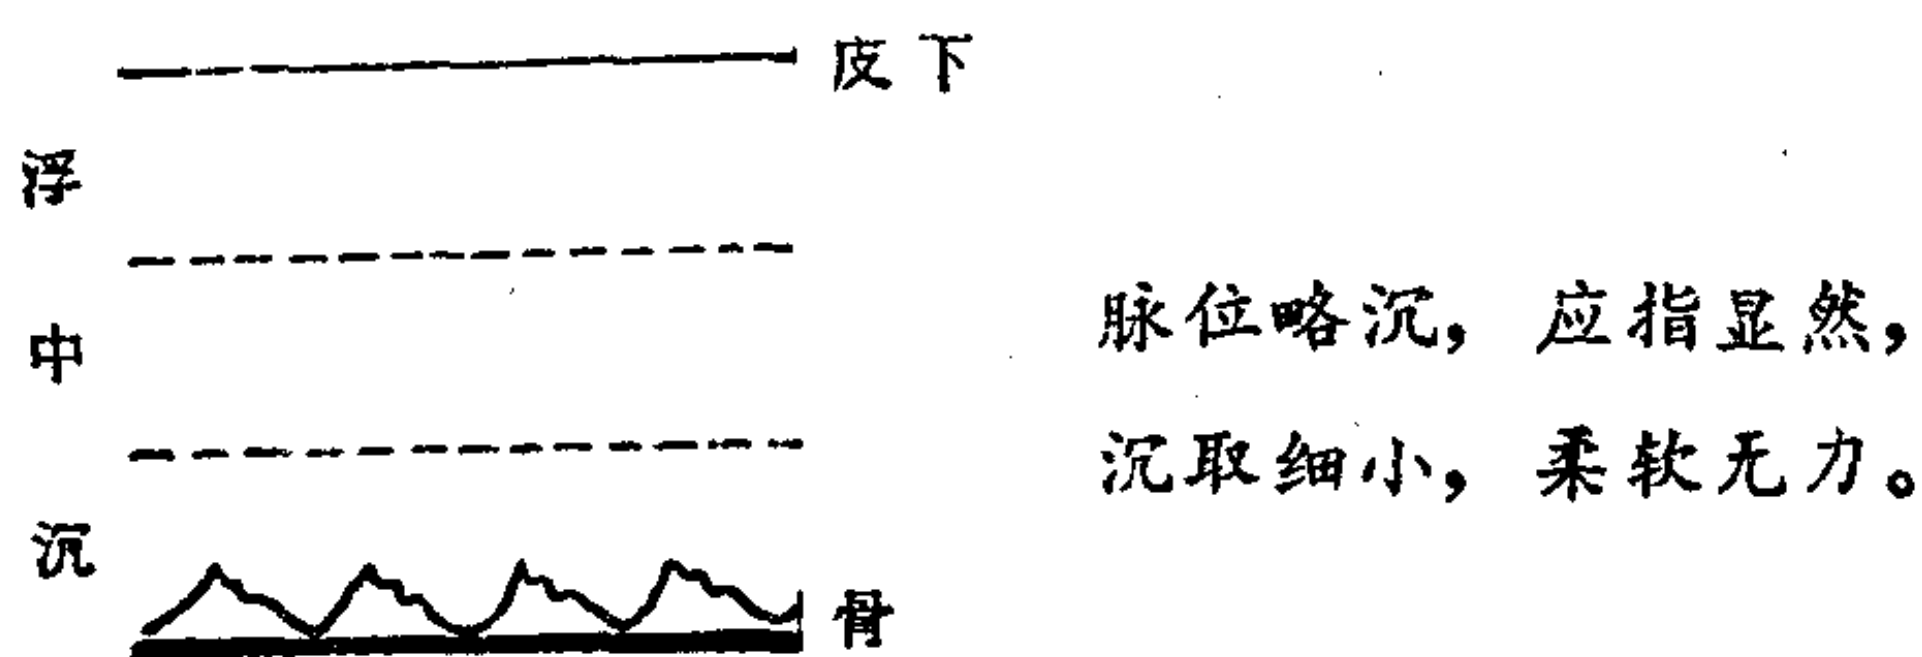 皮下
浮
中
脉位略沉，应指显然，
沉取细小，柔软无力。
沉
骨